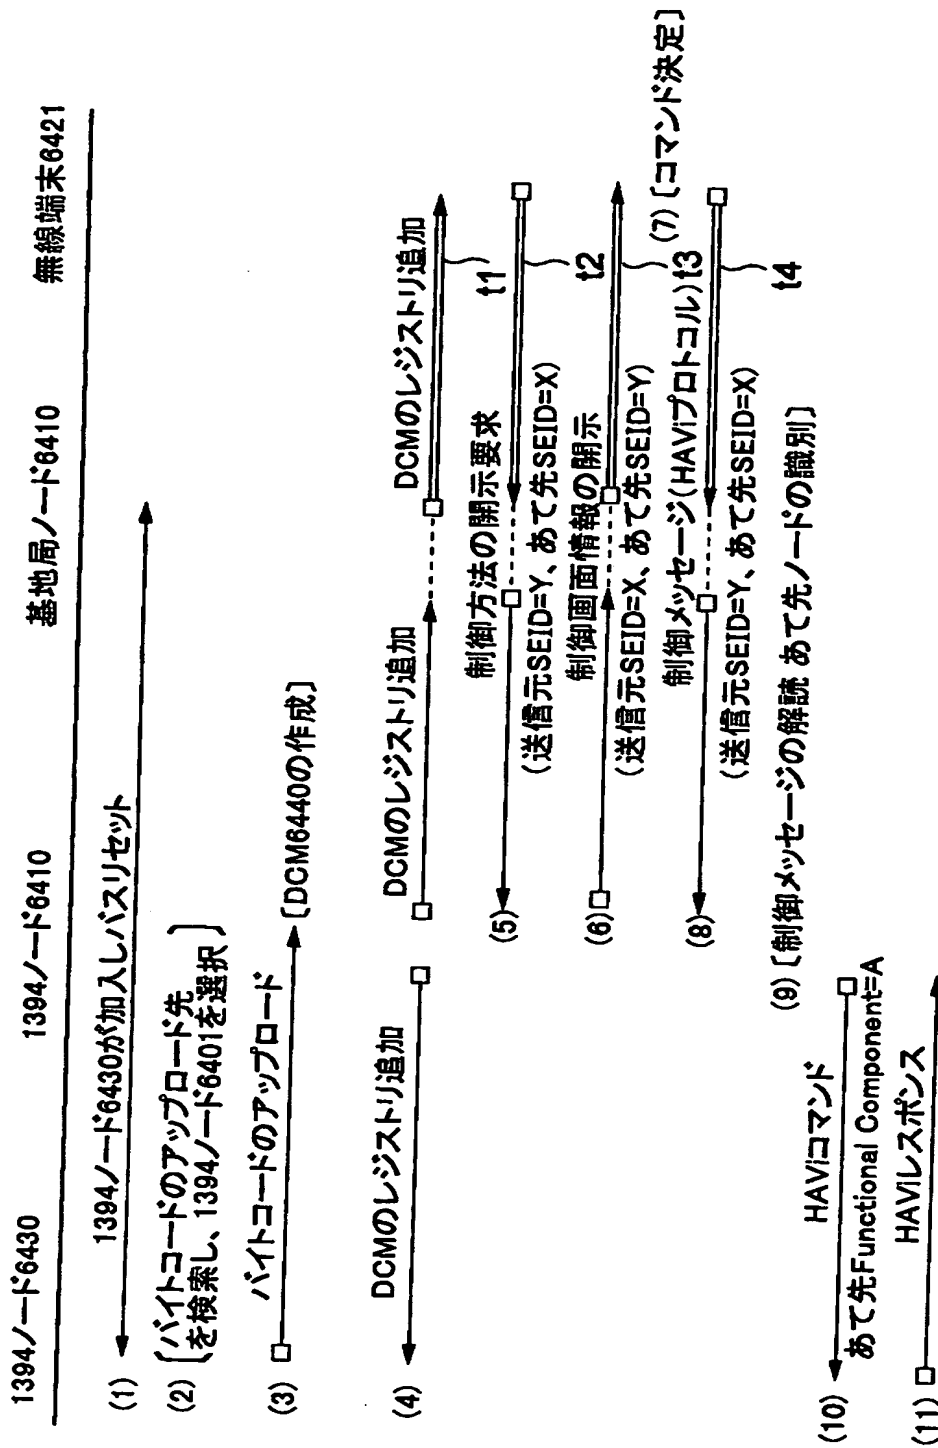 1394ノード6430
1394ノード6410
基地局ノード6410
無線端末6421
(1)
1394ノード6430が加入しバスリセット
(2)
バイトコードのアップロード先
を検索し、1394ノード6401を選択
(3)
バイトコードのアップロード
[DCM6440の作成]
(4)
DCMのレジストリ追加
DCMのレジストリ追加
DCMのレジストリ追加
t1
(5)
制御方法の開示要求
(送信元SEID=Y、あて先SEID=X)
t2
(6)
制御画面情報の開示
(送信元SEID=X、あて先SEID=Y)
t3
(7) [コマンド決定]
(8)
制御メッセージ(HAViプロトコル)
(送信元SEID=Y、あて先SEID=X)
t4
(9) [制御メッセージの解読 あて先ノードの識別]
(10)
HAViコマンド
あて先Functional Component=A
(11)
HAViレスポンス